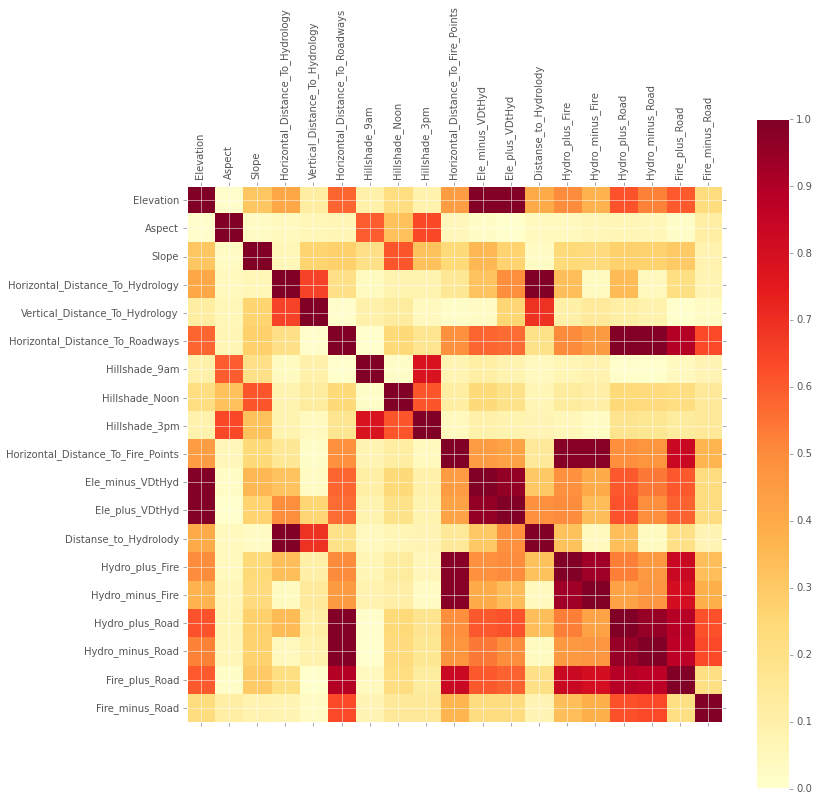 Elevation
Aspect
Slope
Horizontal_Distance_To_Hydrology
Vertical_Distance_To_Hydrology
Horizontal_Distance_To_Roadways
Hillshade_9am
Hillshade_Noon
Hillshade_3pm
Horizontal_Distance_To_Fire_Points
Ele_minus_VDtHyd
Ele_plus_VDtHyd
Distanse_to_Hydrolody
Hydro_plus_Fire
Hydro_minus_Fire
Hydro_plus_Road
Hydro_minus_Road
Fire_plus_Road
Fire_minus_Road
Elevation
Aspect
Slope
Horizontal_Distance_To_Hydrology
Vertical_Distance_To_Hydrology
Horizontal_Distance_To_Roadways
Hillshade_9am
Hillshade_Noon
Hillshade_3pm
Horizontal_Distance_To_Fire_Points
Ele_minus_VDtHyd
Ele_plus_VDtHyd
Distanse_to_Hydrolody
Hydro_plus_Fire
Hydro_minus_Fire
Hydro_plus_Road
Hydro_minus_Road
Fire_plus_Road
Fire_minus_Road
1.0
0.9
0.8
0.7
0.6
0.5
0.4
0.3
0.2
0.1
0.0